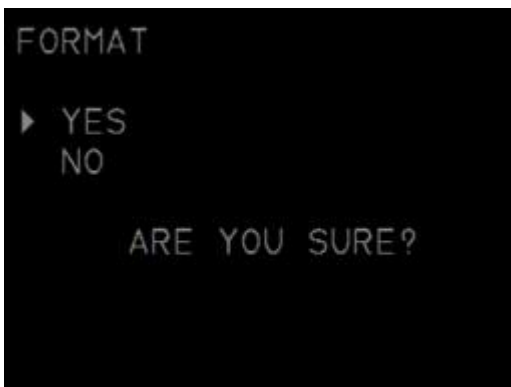 FORMAT
▶ YES
NO
ARE YOU SURE?